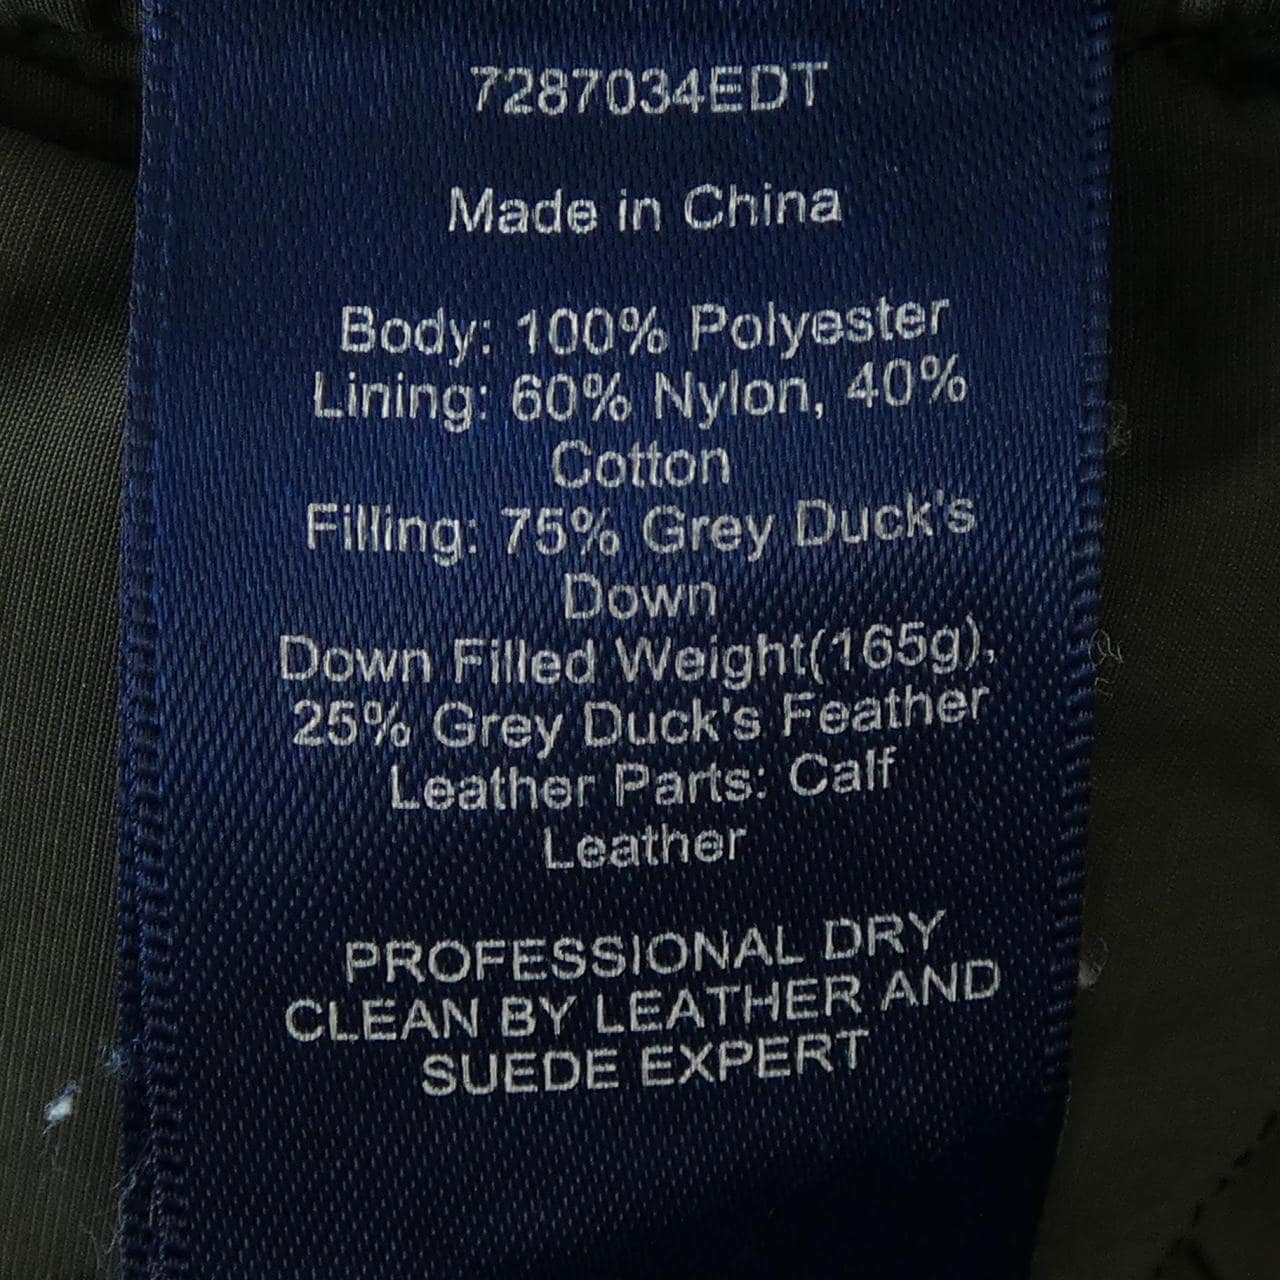 7287034EDT
Made in China
Body: 100% Polyester
Lining: 60% Nylon, 40%
Cotton
Filling: 75% Grey Duck's
Down
Down Filled Weight(165g),
25% Grey Duck's Feather
Leather Parts: Calf
Leather
PROFESSIONAL DRY
CLEAN BY LEATHER AND
SUEDE EXPERT